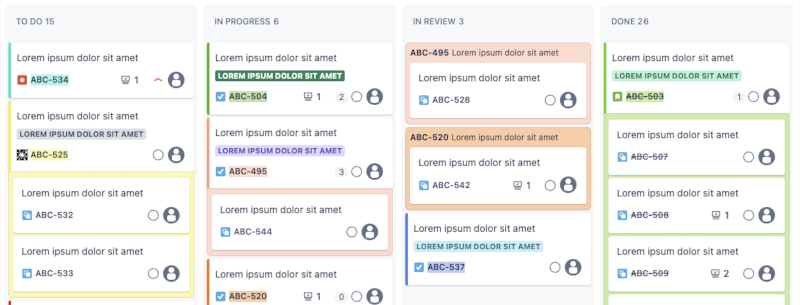 TO DO 15
Lorem ipsum dolor sit amet
ABC-534 1
Lorem ipsum dolor sit amet
LOREM IPSUM DOLOR SIT AMET
ABC-525
Lorem ipsum dolor sit amet
ABC-532
Lorem ipsum dolor sit amet
ABC-533
IN PROGRESS 6
Lorem ipsum dolor sit amet
LOREM IPSUM DOLOR SIT AMET
ABC-504 1 2
Lorem ipsum dolor sit amet
LOREM IPSUM DOLOR SIT AMET
ABC-495 3
Lorem ipsum dolor sit amet
ABC-544
Lorem ipsum dolor sit amet
ABC-520 1 0
IN REVIEW 3
ABC-495 Lorem ipsum dolor sit amet
Lorem ipsum dolor sit amet
ABC-528
ABC-520 Lorem ipsum dolor sit amet
Lorem ipsum dolor sit amet
ABC-542 1
Lorem ipsum dolor sit amet
LOREM IPSUM DOLOR SIT AMET
ABC-537
DONE 26
Lorem ipsum dolor sit amet
LOREM IPSUM DOLOR SIT AMET
ABC-503 1
Lorem ipsum dolor sit amet
ABC-507
Lorem ipsum dolor sit amet
ABC-508 1
Lorem ipsum dolor sit amet
ABC-509 2